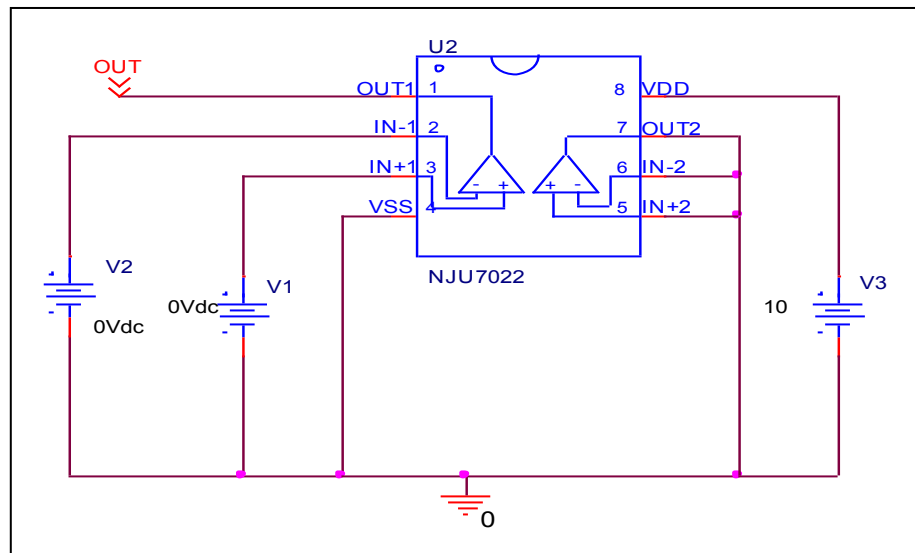 U2
OUT
OUT1 1 8 VDD
IN-1 2 7 OUT2
IN+1 3 6 IN-2
VSS 4 5 IN+2
- + + -
NJU7022
V2
0Vdc
V1
0Vdc
V3
10
- - -
0